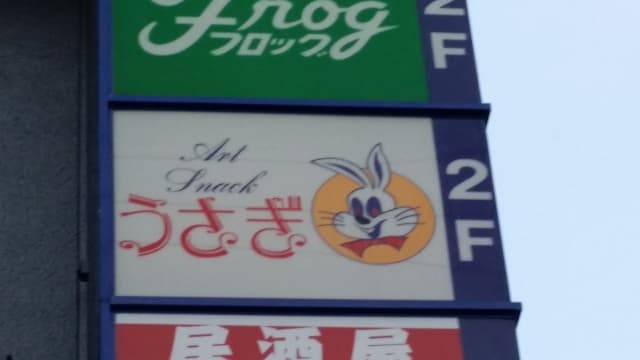 Frog
フロッグ
2F
Art
Snack
うさぎ
2F
居酒屋